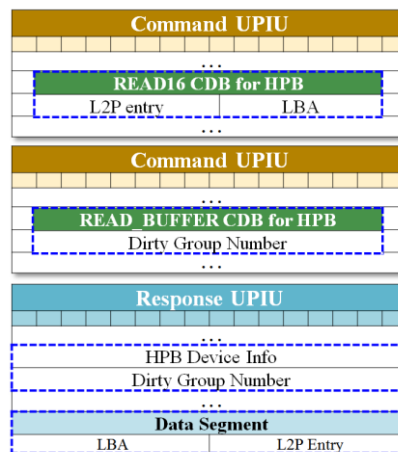 Command UPIU
...
READ16 CDB for HPB
L2P entry LBA
...
Command UPIU
...
READ_BUFFER CDB for HPB
Dirty Group Number
...
Response UPIU
...
HPB Device Info
Dirty Group Number
...
Data Segment
LBA L2P Entry